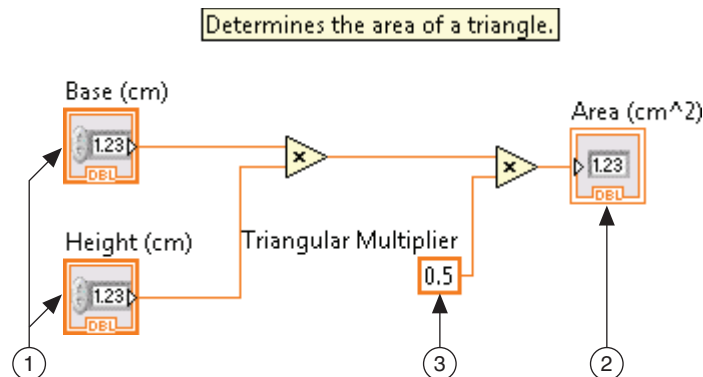 Determines the area of a triangle.
Base (cm)
1.23
DBL
×
×
Area (cm^2)
1.23
DBL
Height (cm)
1.23
DBL
Triangular Multiplier
0.5
1
3
2